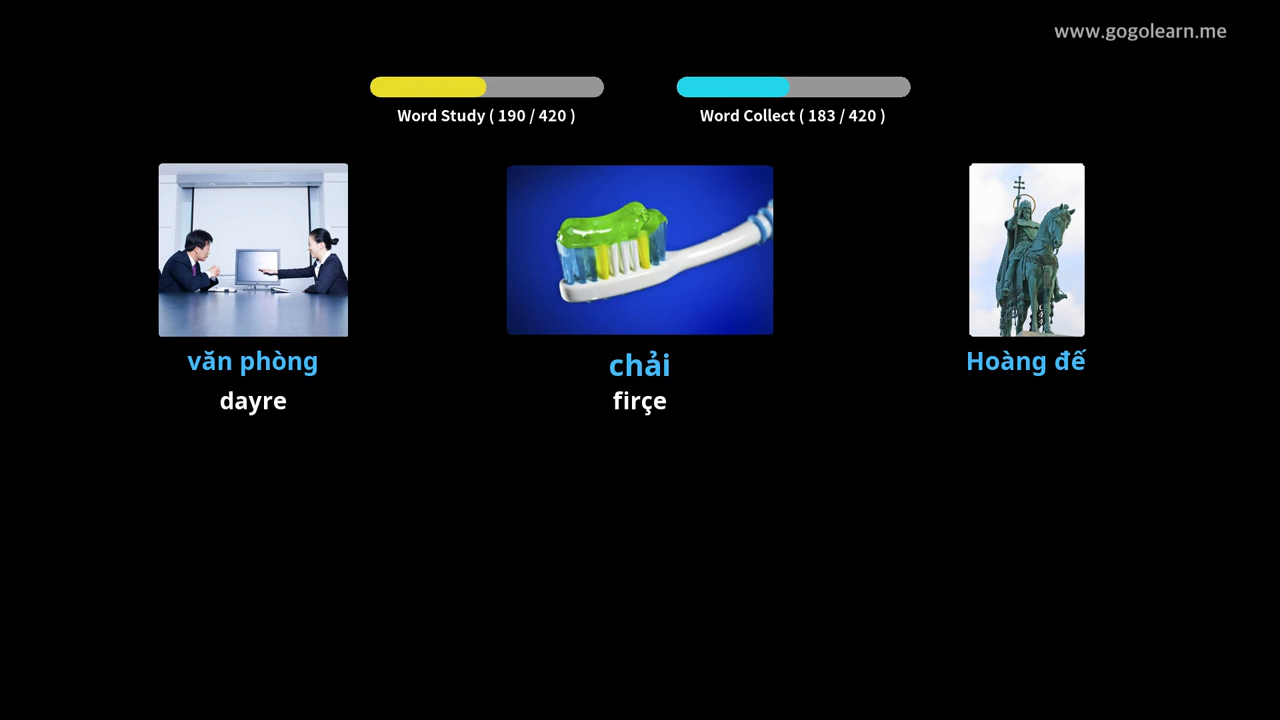 www.gogolearn.me
Word Study ( 190 / 420 )
Word Collect ( 183 / 420 )
văn phòng
chải
Hoàng đế
dayre
firçe